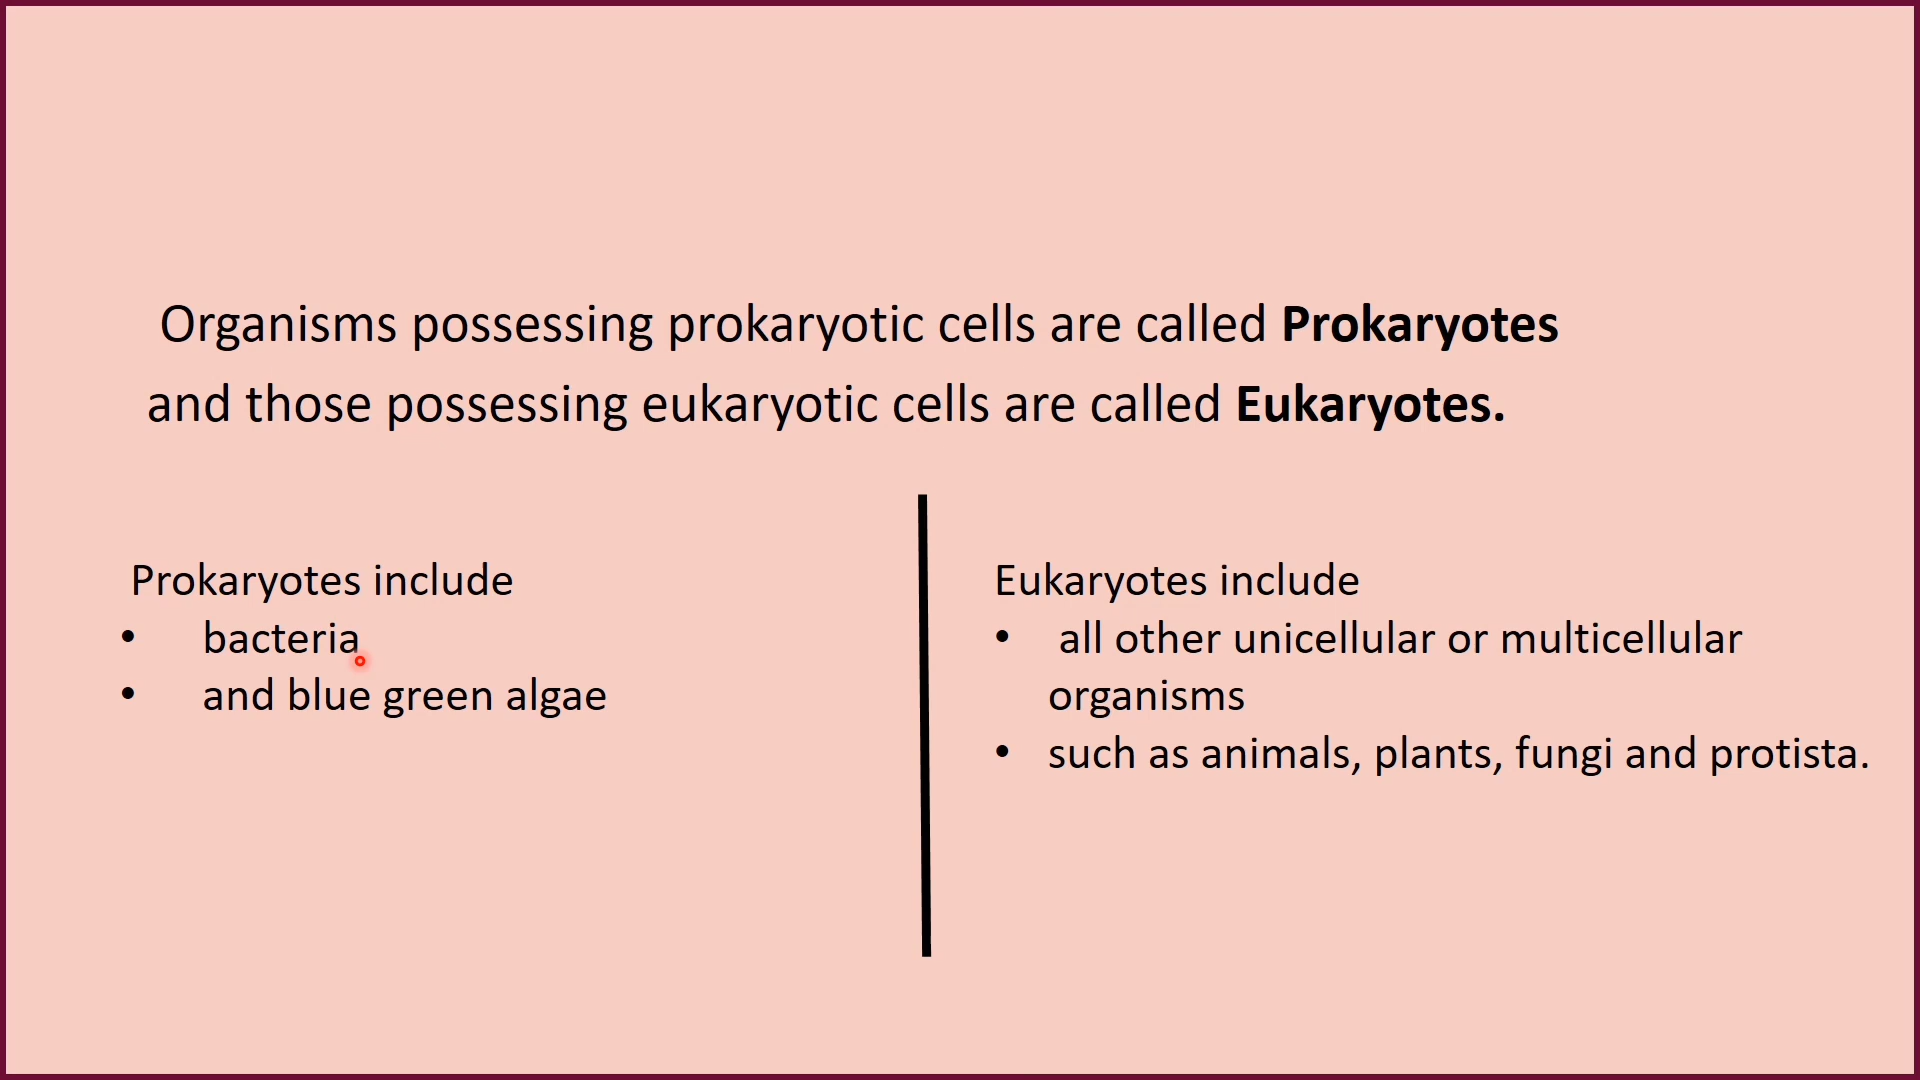 Organisms possessing prokaryotic cells are called Prokaryotes
and those possessing eukaryotic cells are called Eukaryotes.
Prokaryotes include
• bacteria
• and blue green algae
Eukaryotes include
• all other unicellular or multicellular
organisms
• such as animals, plants, fungi and protista.